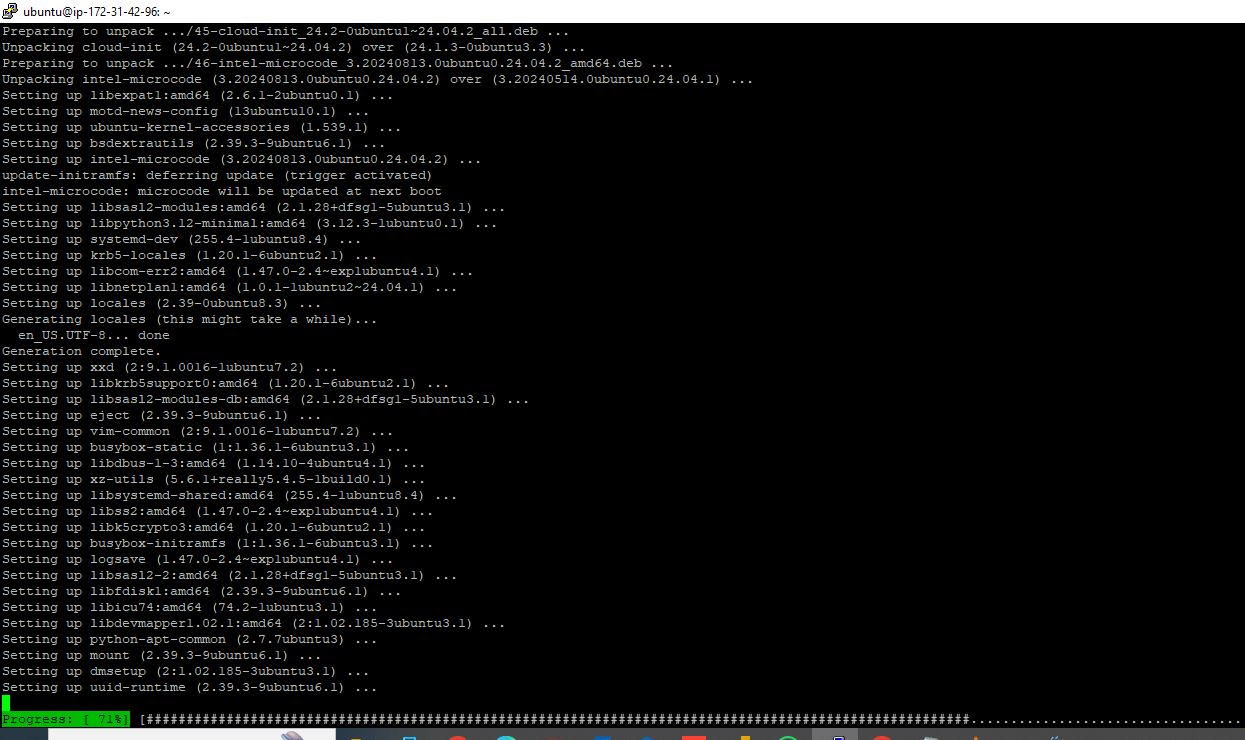 ubuntu@ip-172-31-42-96: ~
Preparing to unpack .../45-cloud-init_24.2-0ubuntu1~24.04.2_all.deb ...
Unpacking cloud-init (24.2-0ubuntu1~24.04.2) over (24.1.3-0ubuntu3.3) ...
Preparing to unpack .../46-intel-microcode_3.20240813.0ubuntu0.24.04.2_amd64.deb ...
Unpacking intel-microcode (3.20240813.0ubuntu0.24.04.2) over (3.20240514.0ubuntu0.24.04.1) ...
Setting up libexpat1:amd64 (2.6.1-2ubuntu0.1) ...
Setting up motd-news-config (13ubuntu10.1) ...
Setting up ubuntu-kernel-accessories (1.539.1) ...
Setting up bsdextrautils (2.39.3-9ubuntu6.1) ...
Setting up intel-microcode (3.20240813.0ubuntu0.24.04.2) ...
update-initramfs: deferring update (trigger activated)
intel-microcode: microcode will be updated at next boot
Setting up libsasl2-modules:amd64 (2.1.28+dfsg1-5ubuntu3.1) ...
Setting up libpython3.12-minimal:amd64 (3.12.3-1ubuntu0.1) ...
Setting up systemd-dev (255.4-1ubuntu8.4) ...
Setting up krb5-locales (1.20.1-6ubuntu2.1) ...
Setting up libcom-err2:amd64 (1.47.0-2.4~exp1ubuntu4.1) ...
Setting up libnetplan1:amd64 (1.0.1-1ubuntu2~24.04.1) ...
Setting up locales (2.39-0ubuntu8.3) ...
Generating locales (this might take a while)...
  en_US.UTF-8... done
Generation complete.
Setting up xxd (2:9.1.0016-1ubuntu7.2) ...
Setting up libkrb5support0:amd64 (1.20.1-6ubuntu2.1) ...
Setting up libsasl2-modules-db:amd64 (2.1.28+dfsg1-5ubuntu3.1) ...
Setting up eject (2.39.3-9ubuntu6.1) ...
Setting up vim-common (2:9.1.0016-1ubuntu7.2) ...
Setting up busybox-static (1:1.36.1-6ubuntu3.1) ...
Setting up libdbus-1-3:amd64 (1.14.10-4ubuntu4.1) ...
Setting up xz-utils (5.6.1+really5.4.5-1build0.1) ...
Setting up libsystemd-shared:amd64 (255.4-1ubuntu8.4) ...
Setting up libss2:amd64 (1.47.0-2.4~exp1ubuntu4.1) ...
Setting up libk5crypto3:amd64 (1.20.1-6ubuntu2.1) ...
Setting up busybox-initramfs (1:1.36.1-6ubuntu3.1) ...
Setting up logsave (1.47.0-2.4~exp1ubuntu4.1) ...
Setting up libsasl2-2:amd64 (2.1.28+dfsg1-5ubuntu3.1) ...
Setting up libfdisk1:amd64 (2.39.3-9ubuntu6.1) ...
Setting up libicu74:amd64 (74.2-1ubuntu3.1) ...
Setting up libdevmapper1.02.1:amd64 (2:1.02.185-3ubuntu3.1) ...
Setting up python-apt-common (2.7.7ubuntu3) ...
Setting up mount (2.39.3-9ubuntu6.1) ...
Setting up dmsetup (2:1.02.185-3ubuntu3.1) ...
Setting up uuid-runtime (2.39.3-9ubuntu6.1) ...
Progress: [ 71%] [#######################################################################################################..................................